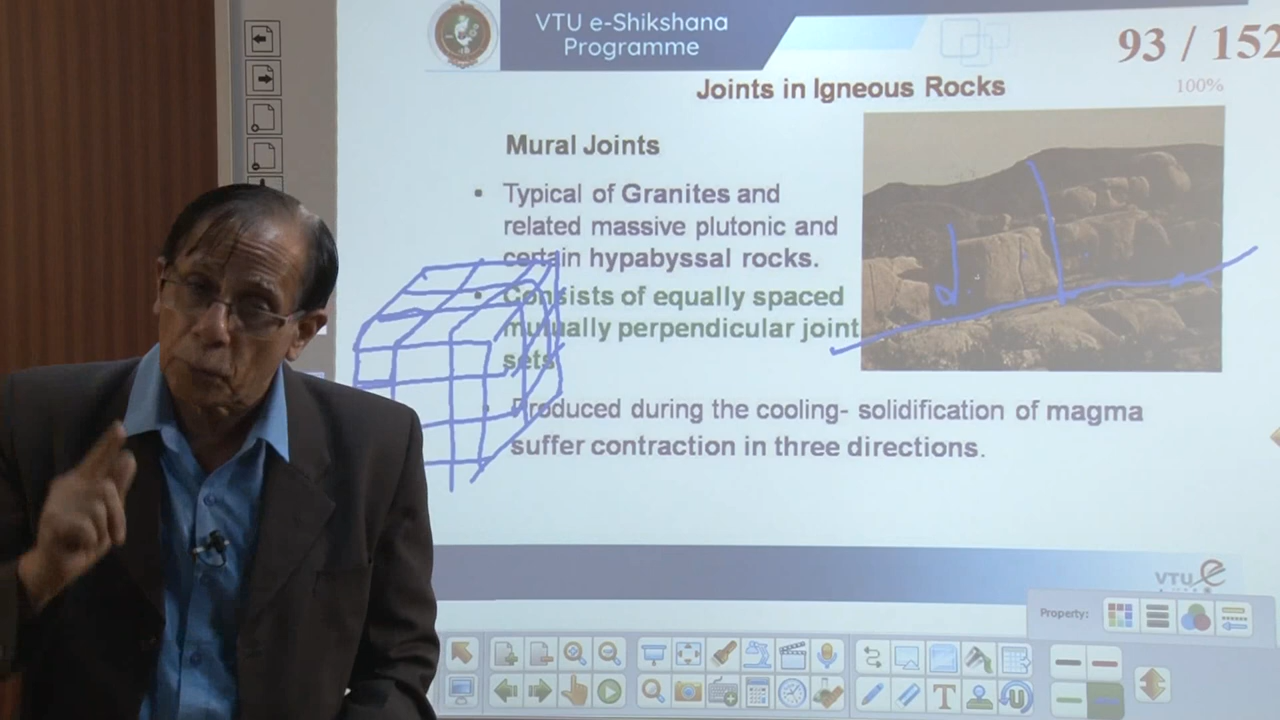 VTU e-Shikshana
Programme
93 / 152
Joints in Igneous Rocks
100%
Mural Joints
▪ Typical of Granites and
related massive plutonic and
certain hypabyssal rocks.
▪ Consists of equally spaced
mutually perpendicular joint
sets
▪ Produced during the cooling- solidification of magma
suffer contraction in three directions.
VTU e
Property:
T